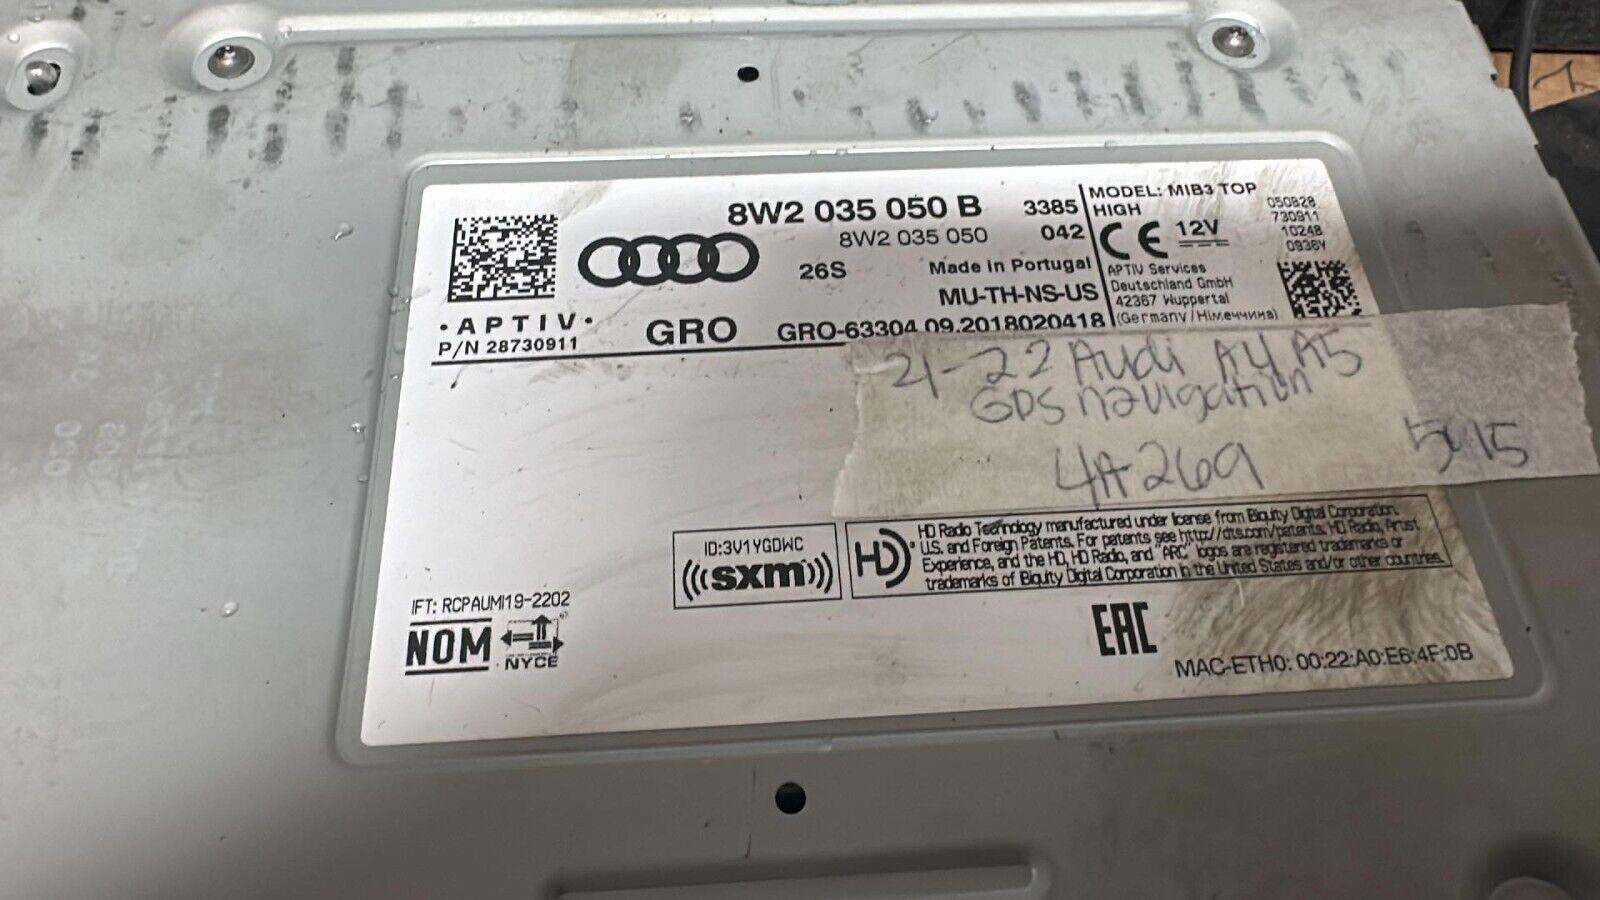 8W2 035 050 B
8W2 035 050
26S
3385
042
Made in Portugal
MU-TH-NS-US
• APTIV •
P/N 28730911
GRO
GRO-63304.09.2018020418
MODEL: MIB3 TOP
HIGH
CE 12V
050828
730911
10248
0936Y
APTIV Services
Deutschland GmbH
42367 Wuppertal
(Germany/Німеччина)
21-22 Audi A4 A5
GPS navigation
4A269
ID:3V1YGDWC
(((sxm)))
HD
HD Radio Technology manufactured under license from Biquity Digital Corporation.
U.S. and Foreign Patents. For patents see http://dts.com/patents. HD Radio, Artist
Experience, and the HD, HD Radio, and "ARC" logos are registered trademarks or
trademarks of Biquity Digital Corporation in the United States and/or other countries.
IFT: RCPAUMI19-2202
NOM
NYCE
EAC
MAC-ETH0: 00:22:A0:E6:4F:0B